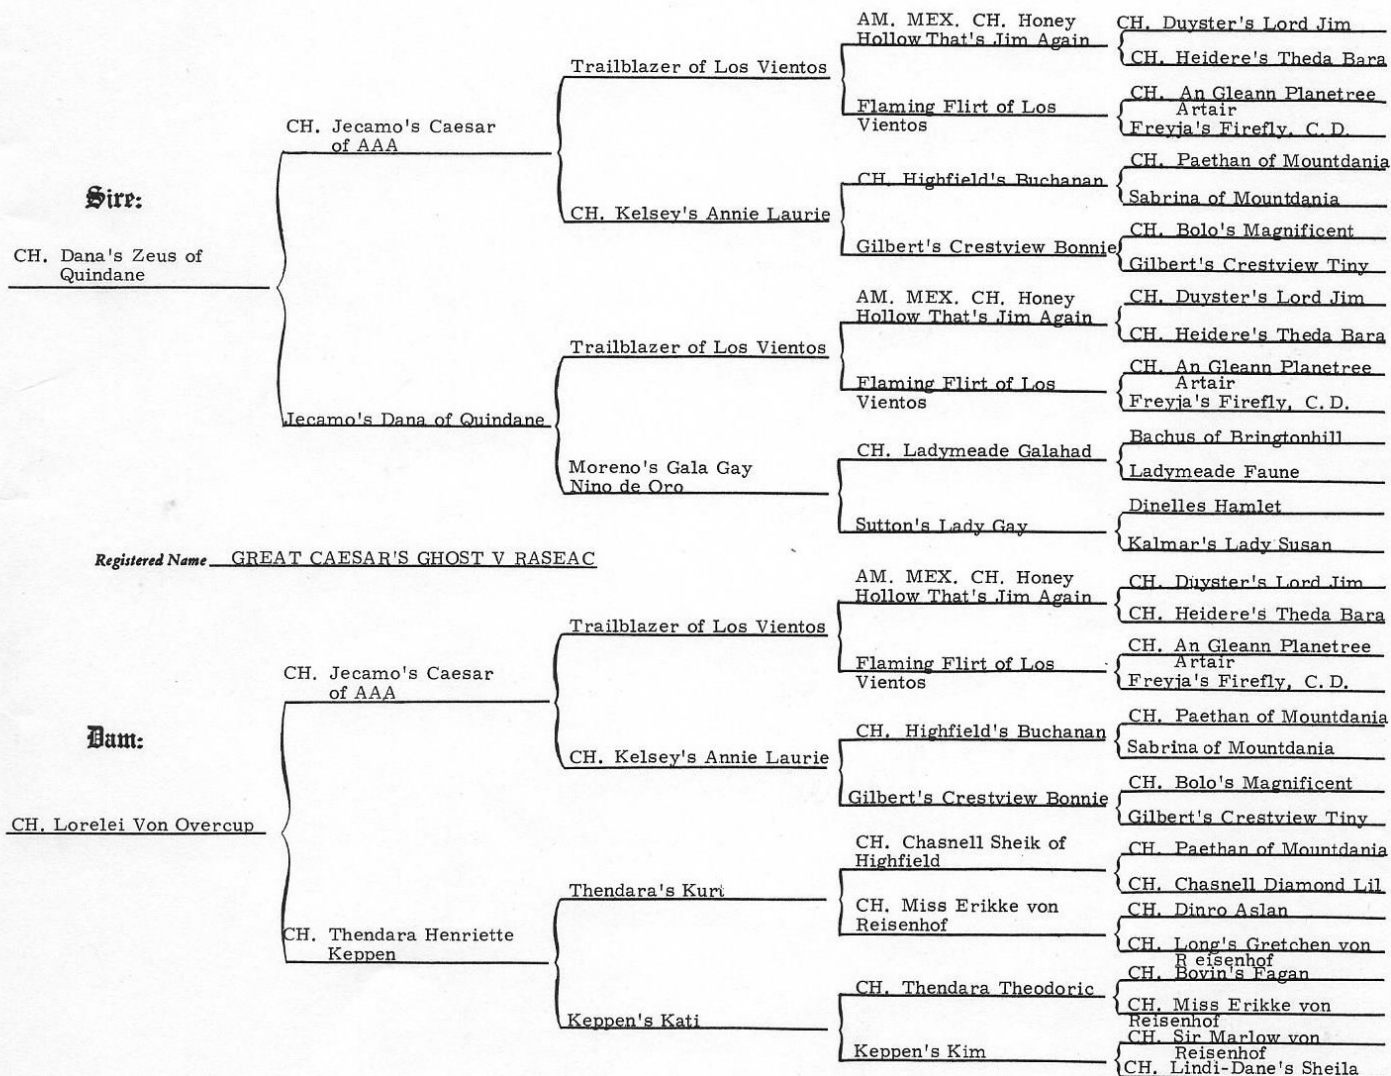 Sire:
CH. Dana's Zeus of
Quindane
CH. Jecamo's Caesar
of AAA
Jecamo's Dana of Quindane
Trailblazer of Los Vientos
CH. Kelsey's Annie Laurie
Trailblazer of Los Vientos
Moreno's Gala Gay
Nino de Oro
AM. MEX. CH. Honey
Hollow That's Jim Again
Flaming Flirt of Los
Vientos
CH. Highfield's Buchanan
Gilbert's Crestview Bonnie
AM. MEX. CH. Honey
Hollow That's Jim Again
Flaming Flirt of Los
Vientos
CH. Ladymeade Galahad
Sutton's Lady Gay
CH. Duyster's Lord Jim
CH. Heidere's Theda Bara
CH. An Gleann Planetree
Artair
Freyja's Firefly, C.D.
CH. Paethan of Mountdania
Sabrina of Mountdania
CH. Bolo's Magnificent
Gilbert's Crestview Tiny
CH. Duyster's Lord Jim
CH. Heidere's Theda Bara
CH. An Gleann Planetree
Artair
Freyja's Firefly, C.D.
Bachus of Bringtonhill
Ladymeade Faune
Dinelles Hamlet
Kalmar's Lady Susan
Registered Name GREAT CAESAR'S GHOST V RASEAC
Dam:
CH. Lorelei Von Overcup
CH. Jecamo's Caesar
of AAA
CH. Thendara Henriette
Keppen
Trailblazer of Los Vientos
CH. Kelsey's Annie Laurie
Thendara's Kurt
Keppen's Kati
AM. MEX. CH. Honey
Hollow That's Jim Again
Flaming Flirt of Los
Vientos
CH. Highfield's Buchanan
Gilbert's Crestview Bonnie
CH. Chasnell Sheik of
Highfield
CH. Miss Erikke von
Reisenhof
CH. Thendara Theodoric
Keppen's Kim
CH. Duyster's Lord Jim
CH. Heidere's Theda Bara
CH. An Gleann Planetree
Artair
Freyja's Firefly, C.D.
CH. Paethan of Mountdania
Sabrina of Mountdania
CH. Bolo's Magnificent
Gilbert's Crestview Tiny
CH. Paethan of Mountdania
CH. Chasnell Diamond Lil
CH. Dinro Aslan
CH. Long's Gretchen von
R eisenhof
CH. Bovin's Fagan
CH. Miss Erikke von
Reisenhof
CH. Sir Marlow von
Reisenhof
CH. Lindi-Dane's Sheila